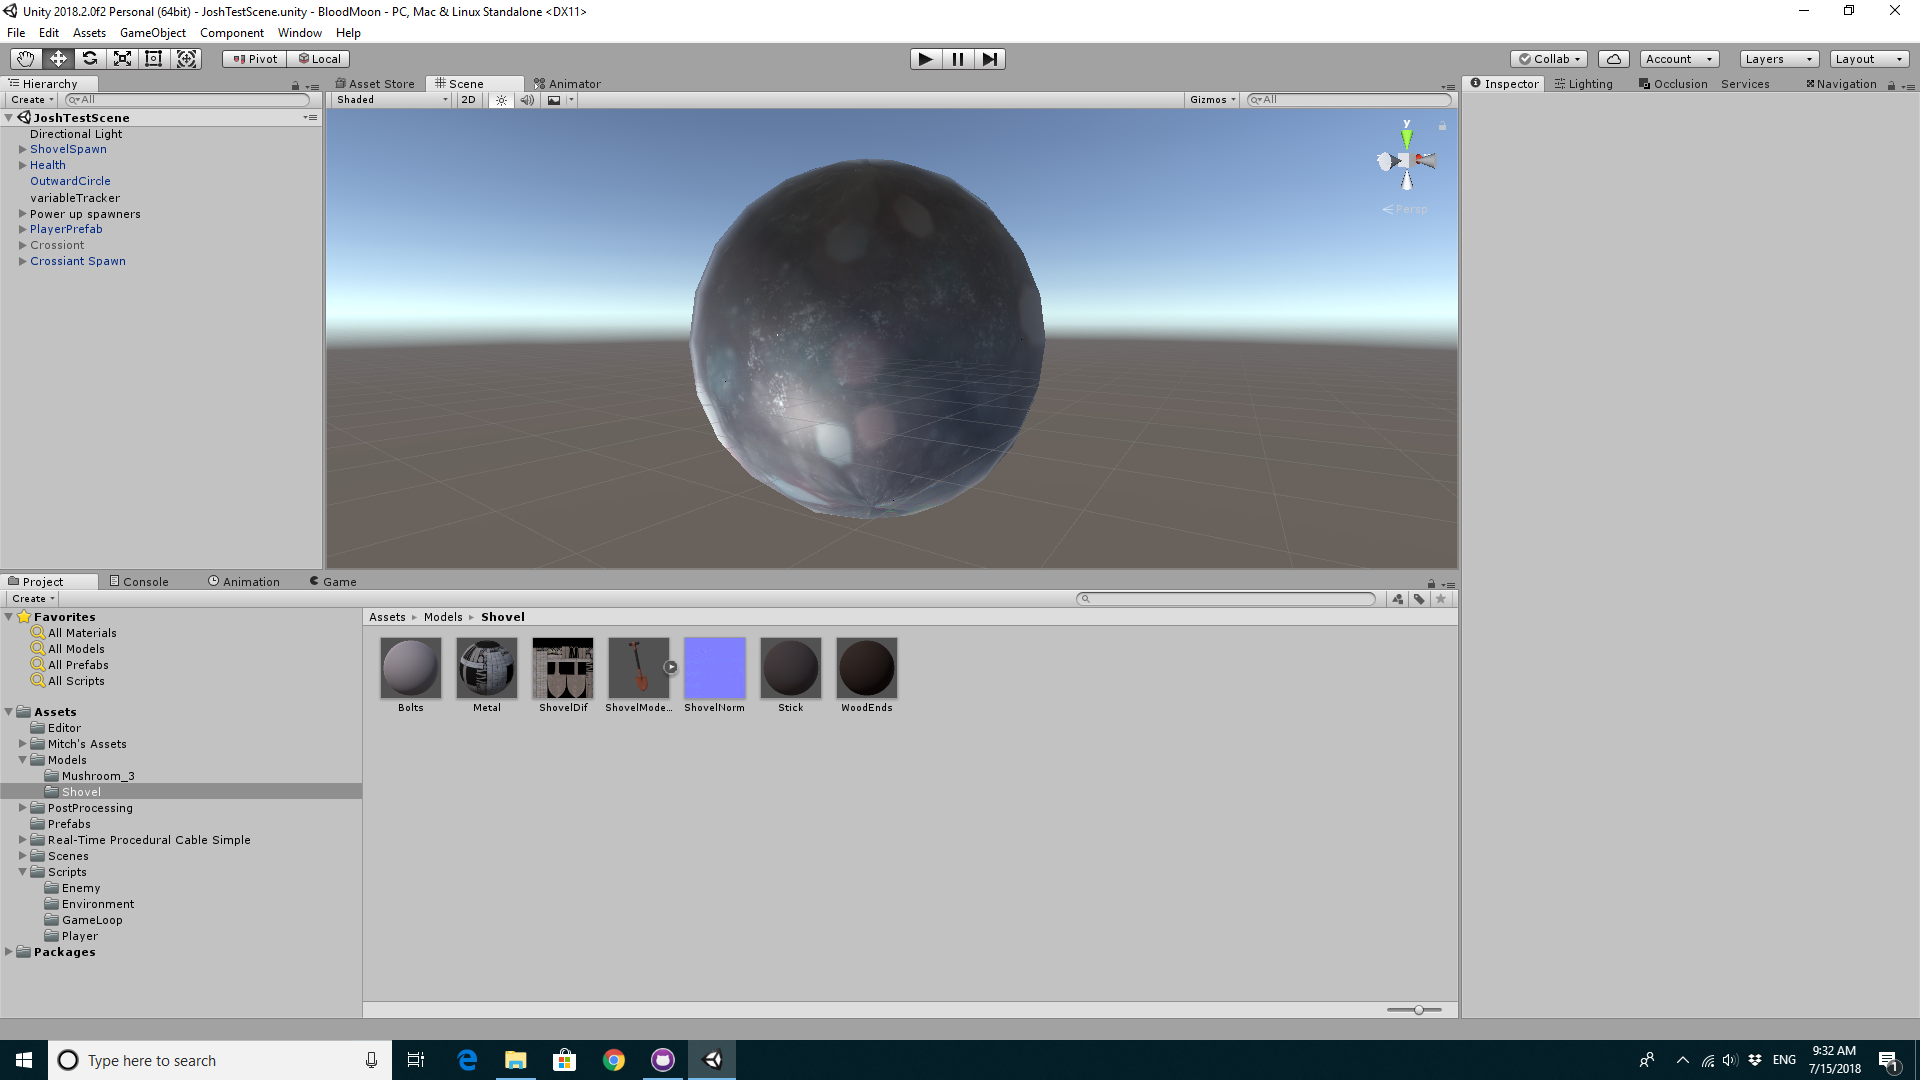 Unity 2018.2.0f2 Personal (64bit) - JoshTestScene.unity - BloodMoon - PC, Mac & Linux Standalone <DX11>
File Edit Assets GameObject Component Window Help
Pivot Local Collab Account Layers Layout
Hierarchy
Create All
JoshTestScene
Directional Light
ShovelSpawn
Health
OutwardCircle
variableTracker
Power up spawners
PlayerPrefab
Crossiont
Crossiant Spawn
Asset Store Scene Animator
Shaded 2D Gizmos All
y
Persp
Inspector Lighting Occlusion Services Navigation
Project Console Animation Game
Create
Favorites
All Materials
All Models
All Prefabs
All Scripts
Assets
Editor
Mitch's Assets
Models
Mushroom_3
Shovel
PostProcessing
Prefabs
Real-Time Procedural Cable Simple
Scenes
Scripts
Enemy
Environment
GameLoop
Player
Packages
Assets Models Shovel
Bolts Metal ShovelDif ShovelMode... ShovelNorm Stick WoodEnds
Type here to search
ENG
9:32 AM
7/15/2018
1